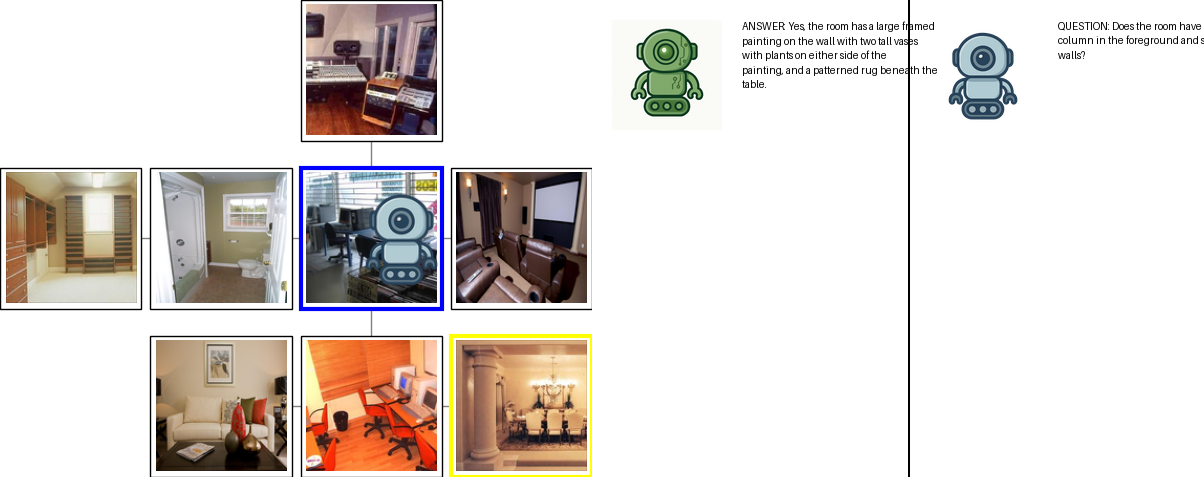 ANSWER: Yes, the room has a large framed
painting on the wall with two tall vases
with plants on either side of the
painting, and a patterned rug beneath the
table.
QUESTION: Does the room have
column in the foreground and
walls?